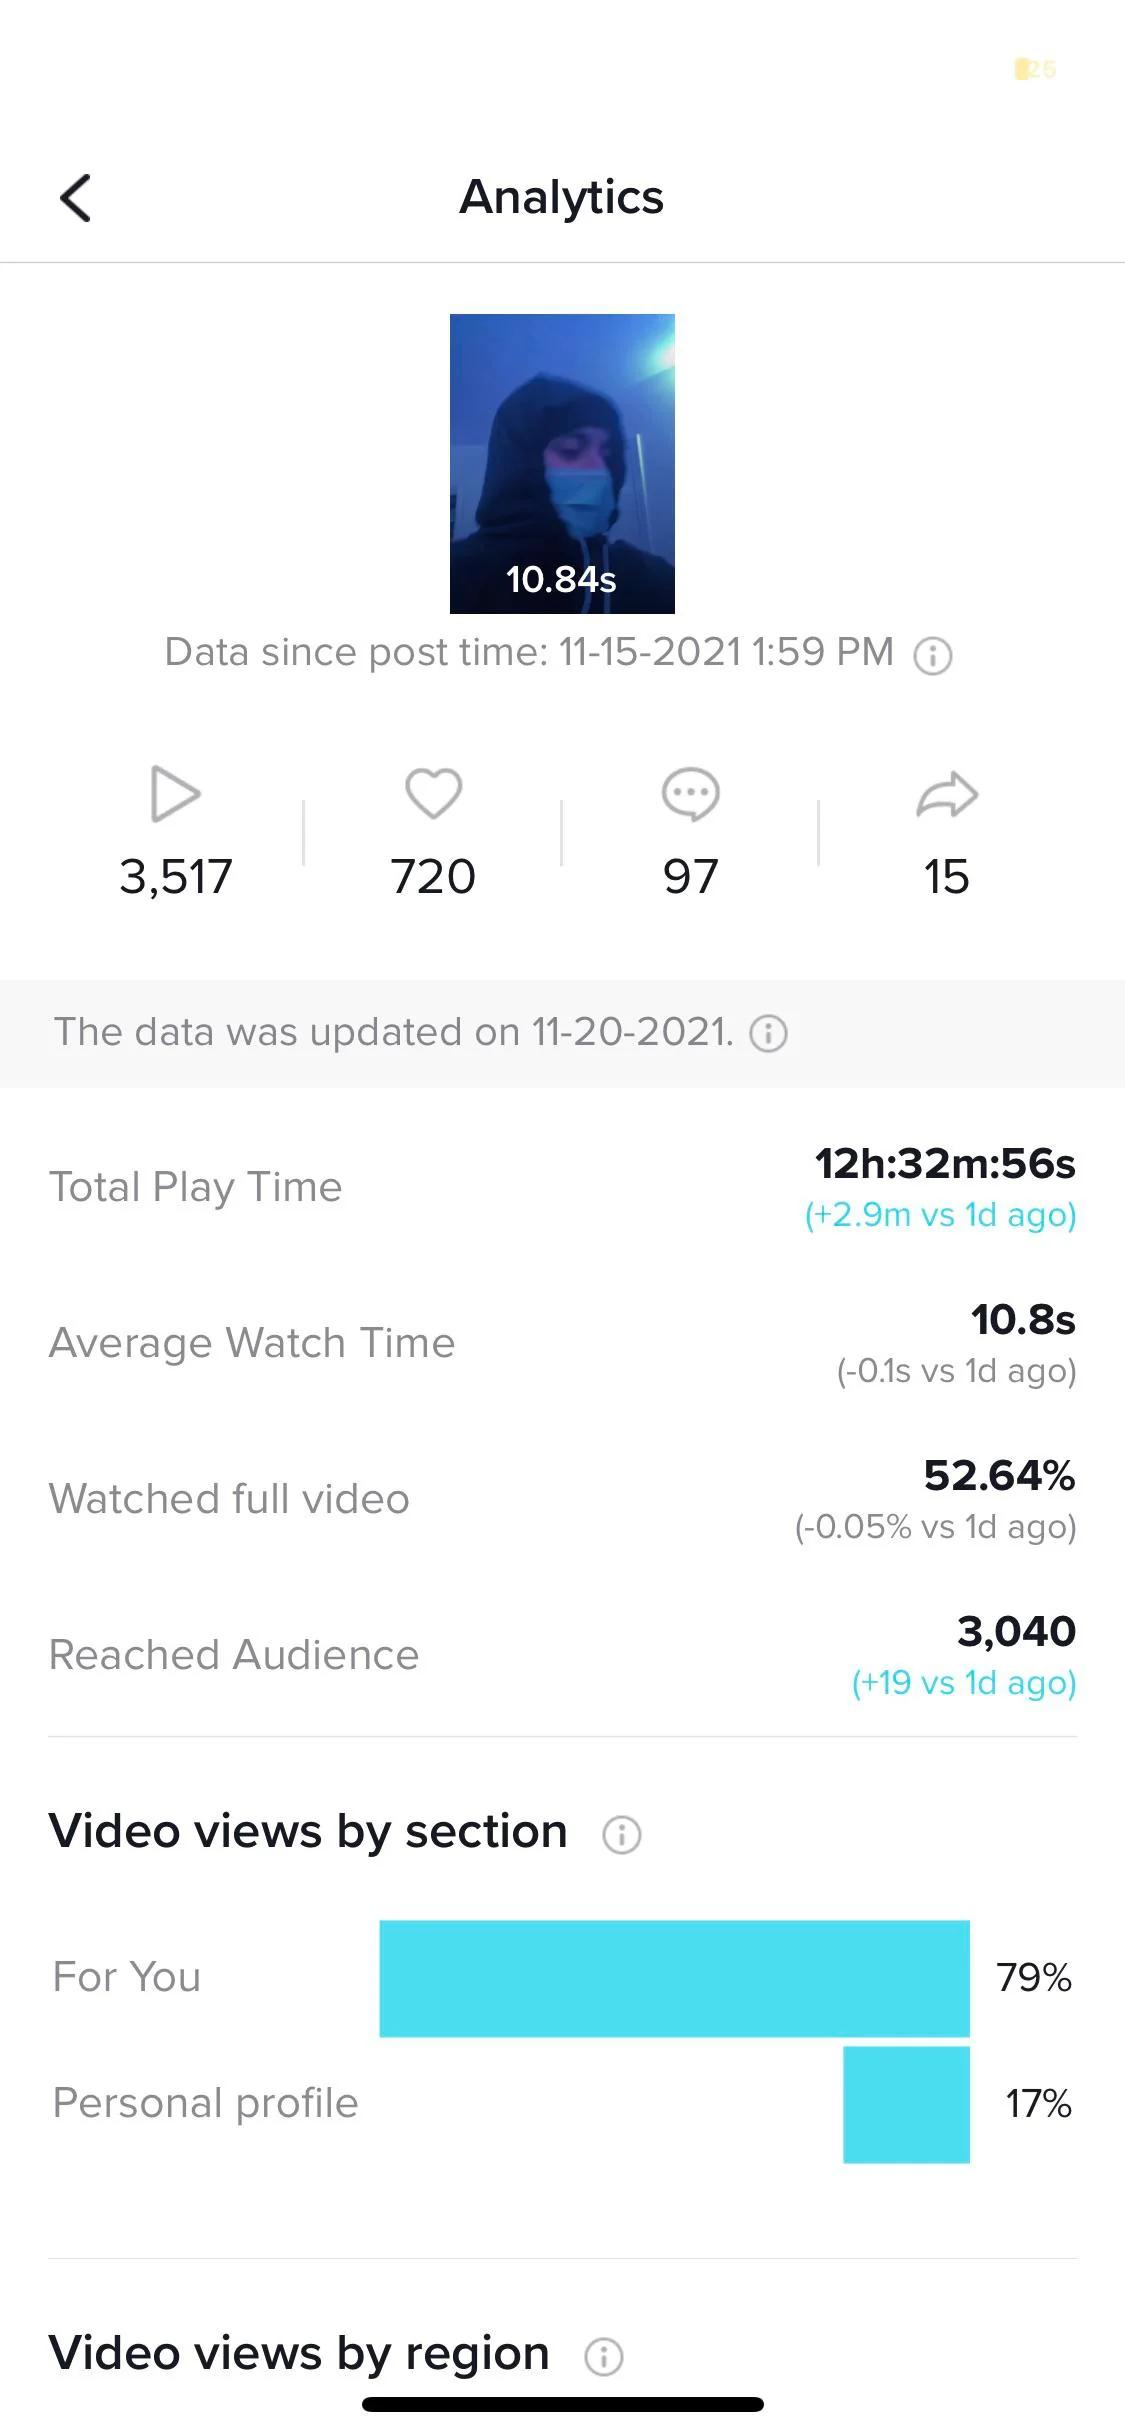 25
Analytics
10.84s
Data since post time: 11-15-2021 1:59 PM
3,517 720 97 15
The data was updated on 11-20-2021.
Total Play Time 12h:32m:56s
(+2.9m vs 1d ago)
Average Watch Time 10.8s
(-0.1s vs 1d ago)
Watched full video 52.64%
(-0.05% vs 1d ago)
Reached Audience 3,040
(+19 vs 1d ago)
Video views by section
For You 79%
Personal profile 17%
Video views by region